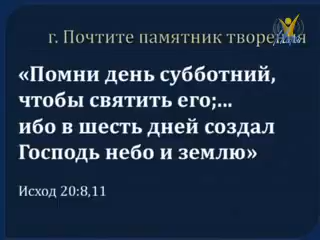 г. Почтите памятник творения
«Помни день субботний,
чтобы святить его;...
ибо в шесть дней создал
Господь небо и землю»
Исход 20:8,11